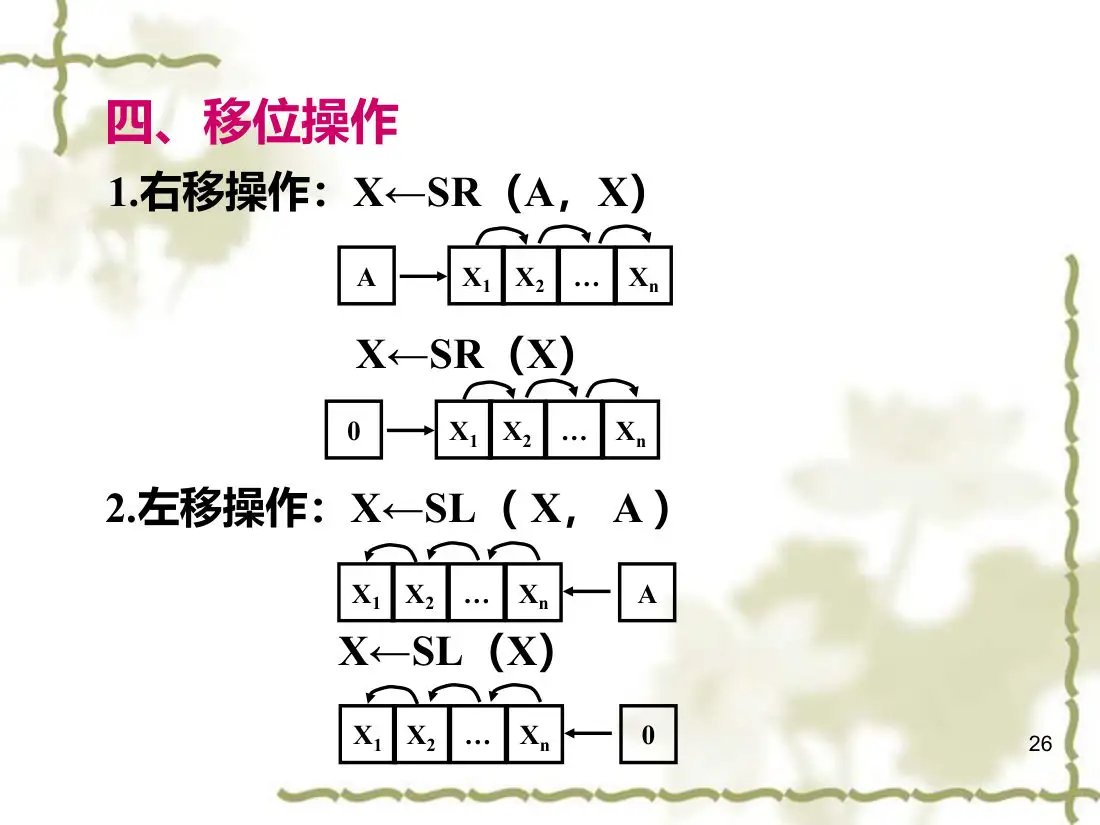 四、移位操作
1.右移操作：X←SR（A，X）
A X1 X2 … Xn
X←SR（X）
0 X1 X2 … Xn
2.左移操作：X←SL（ X， A ）
X1 X2 … Xn A
X←SL（X）
X1 X2 … Xn 0
26